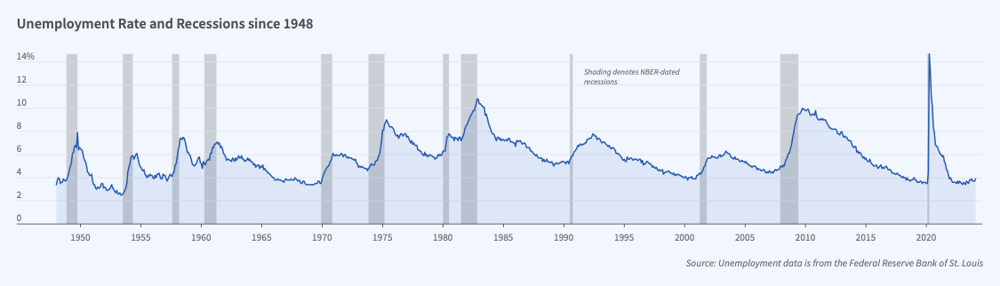 Unemployment Rate and Recessions since 1948
14%
12
10
8
6
4
2
0
Shading denotes NBER-dated
recessions
1950 1955 1960 1965 1970 1975 1980 1985 1990 1995 2000 2005 2010 2015 2020
Source: Unemployment data is from the Federal Reserve Bank of St. Louis